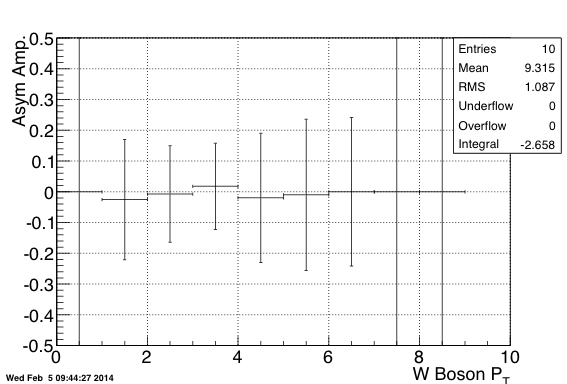 Asym Amp.
0.5
0.4
0.3
0.2
0.1
0
-0.1
-0.2
-0.3
-0.4
-0.5
Entries 10
Mean 9.315
RMS 1.087
Underflow 0
Overflow 0
Integral -2.658
0 2 4 6 8 10
W Boson PT
Wed Feb 5 09:44:27 2014